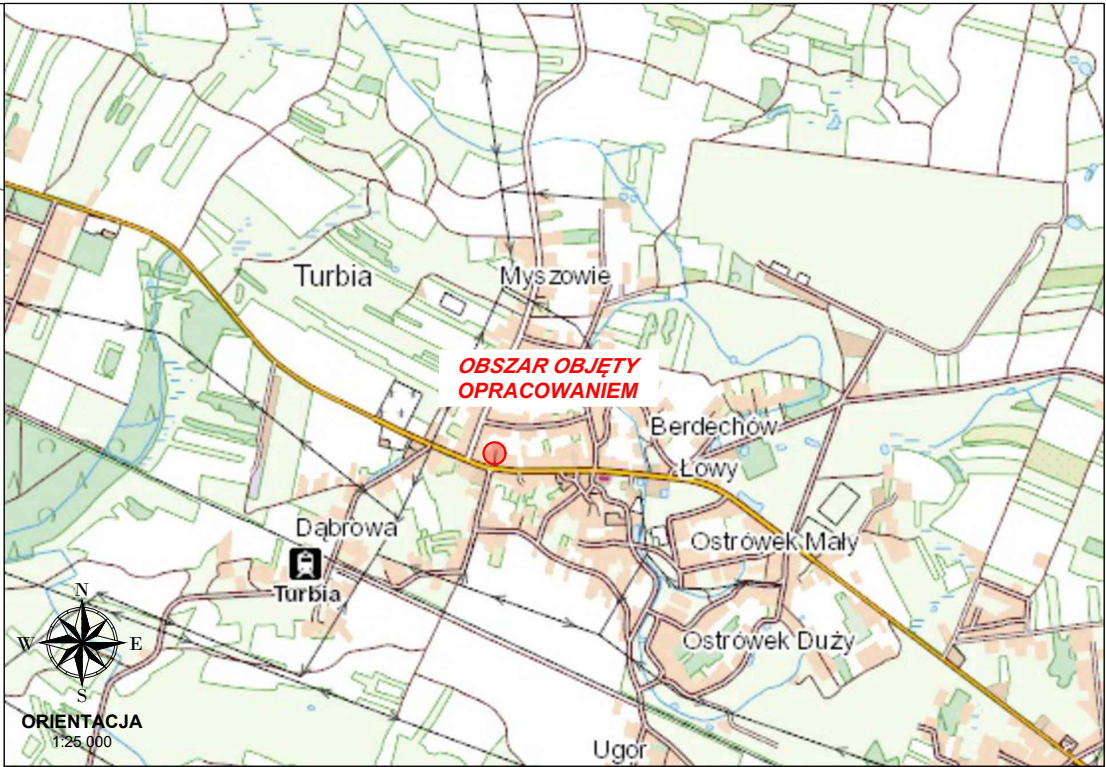 Turbia
Myszowie
OBSZAR OBJĘTY
OPRACOWANIEM
Berdechów
Łowy
Dąbrowa
Ostrówek Mały
Turbia
Ostrówek Duży
N
W
E
S
ORIENTACJA
1:25 000
Ugor